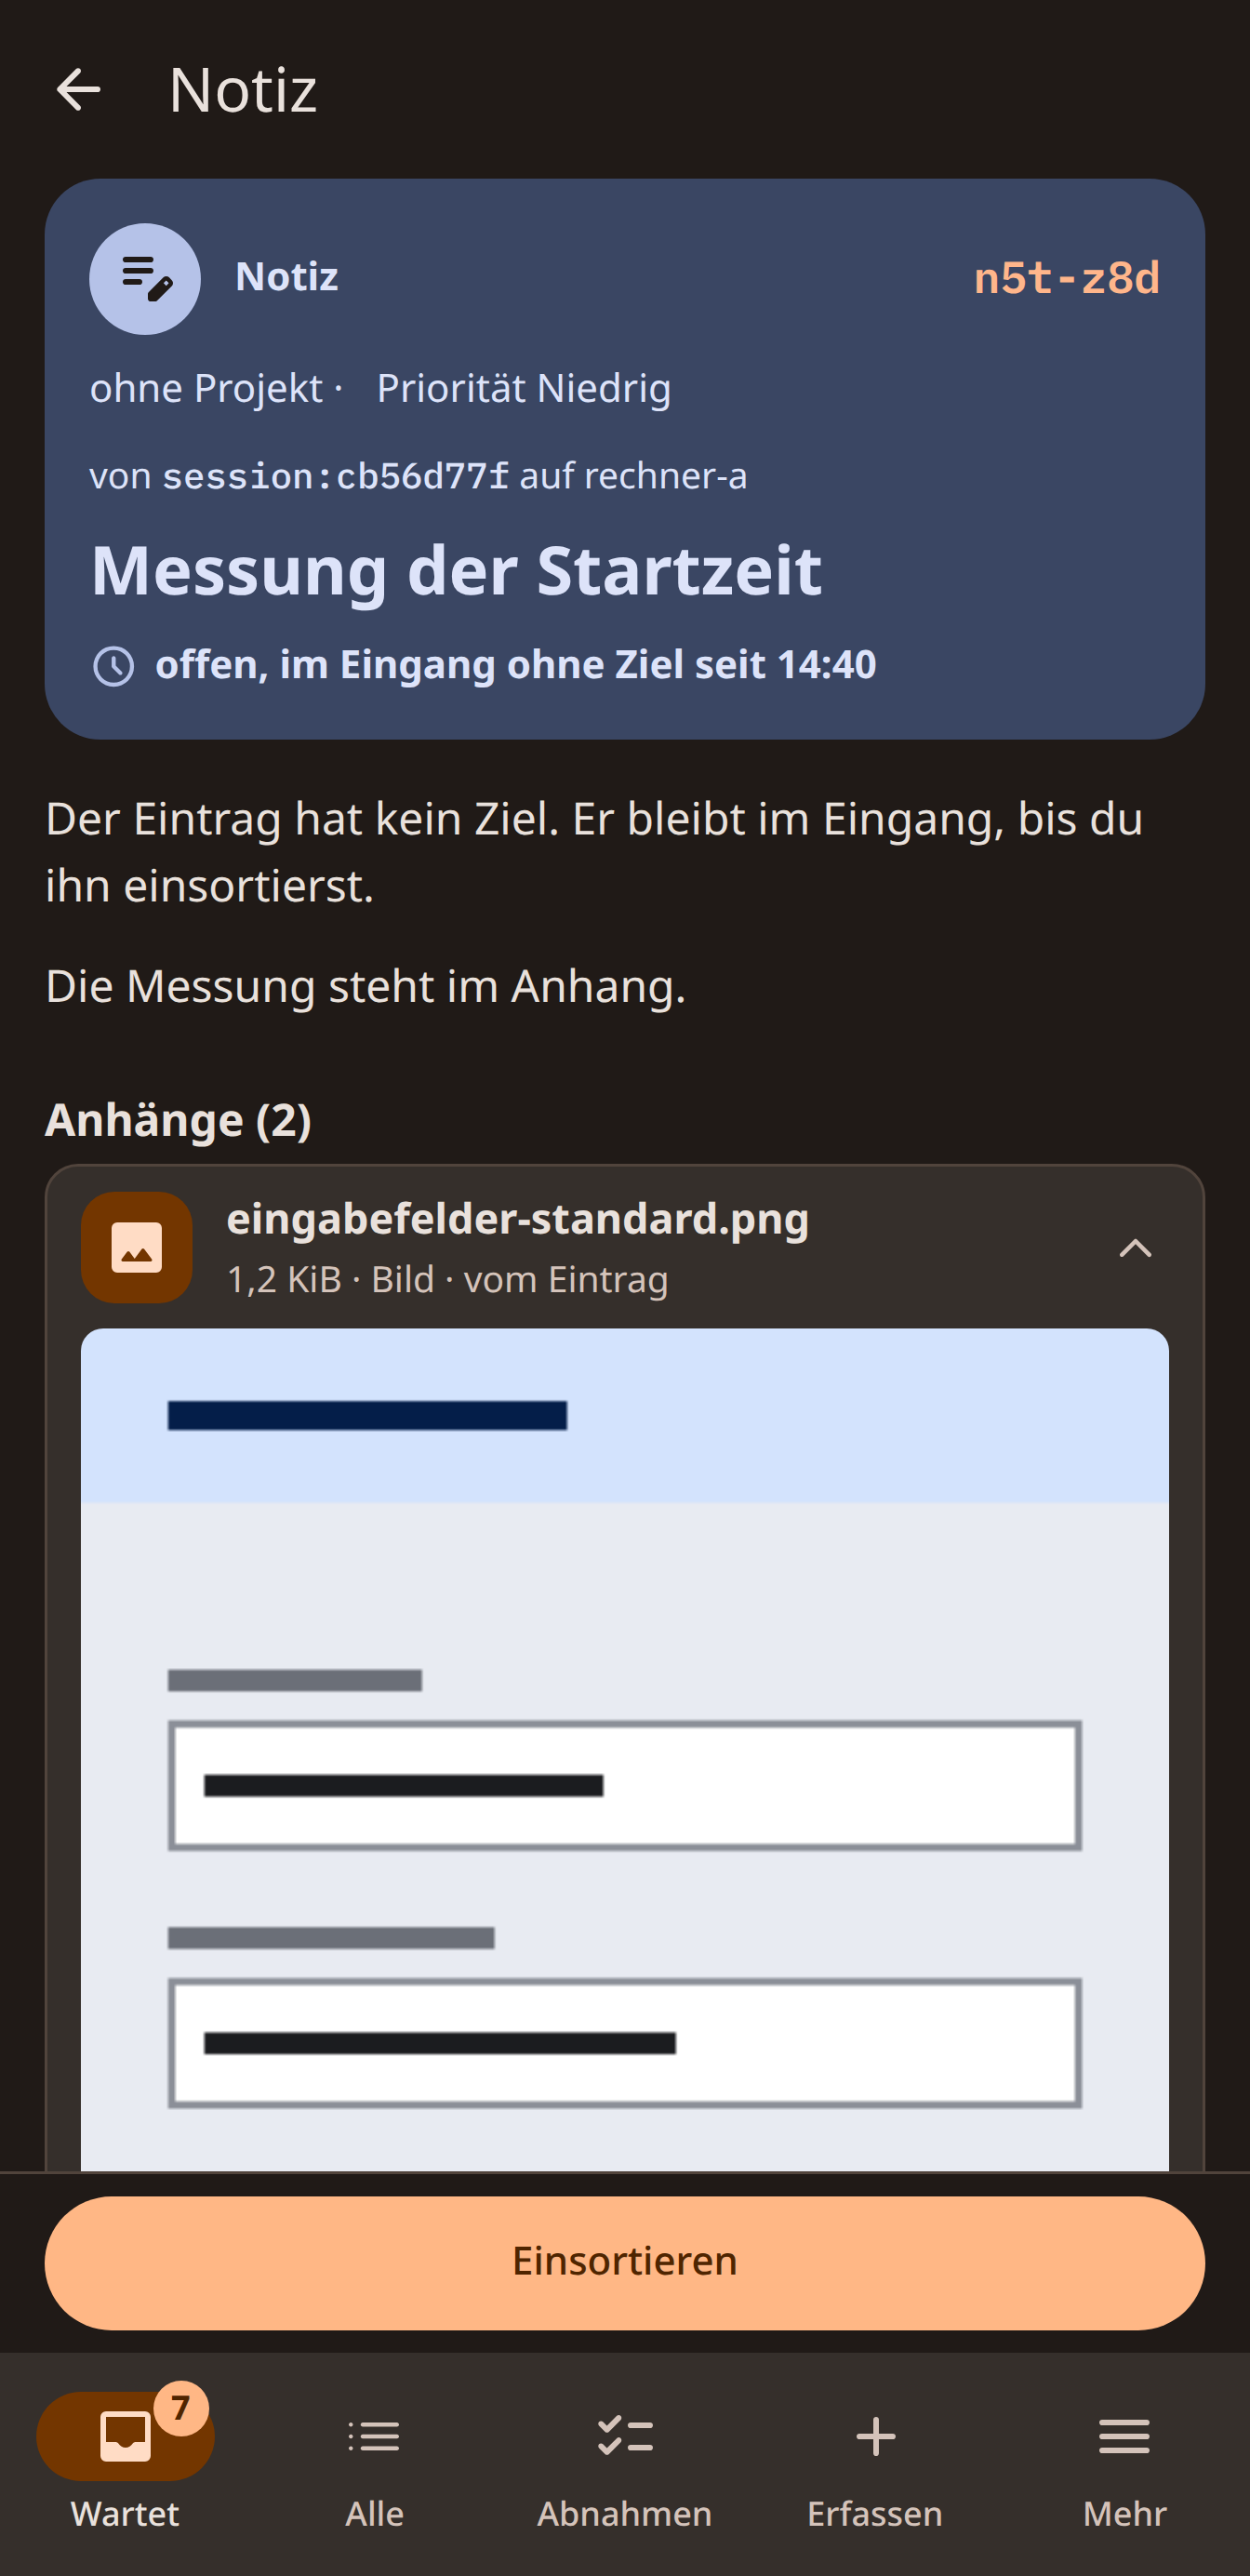 Notiz
Notiz
n5t-z8d
ohne Projekt · Priorität Niedrig
von session:cb56d77f auf rechner-a
Messung der Startzeit
offen, im Eingang ohne Ziel seit 14:40
Der Eintrag hat kein Ziel. Er bleibt im Eingang, bis du
ihn einsortierst.
Die Messung steht im Anhang.
Anhänge (2)
eingabefelder-standard.png
1,2 KiB · Bild · vom Eintrag
Einsortieren
7
Wartet
Alle
Abnahmen
Erfassen
Mehr